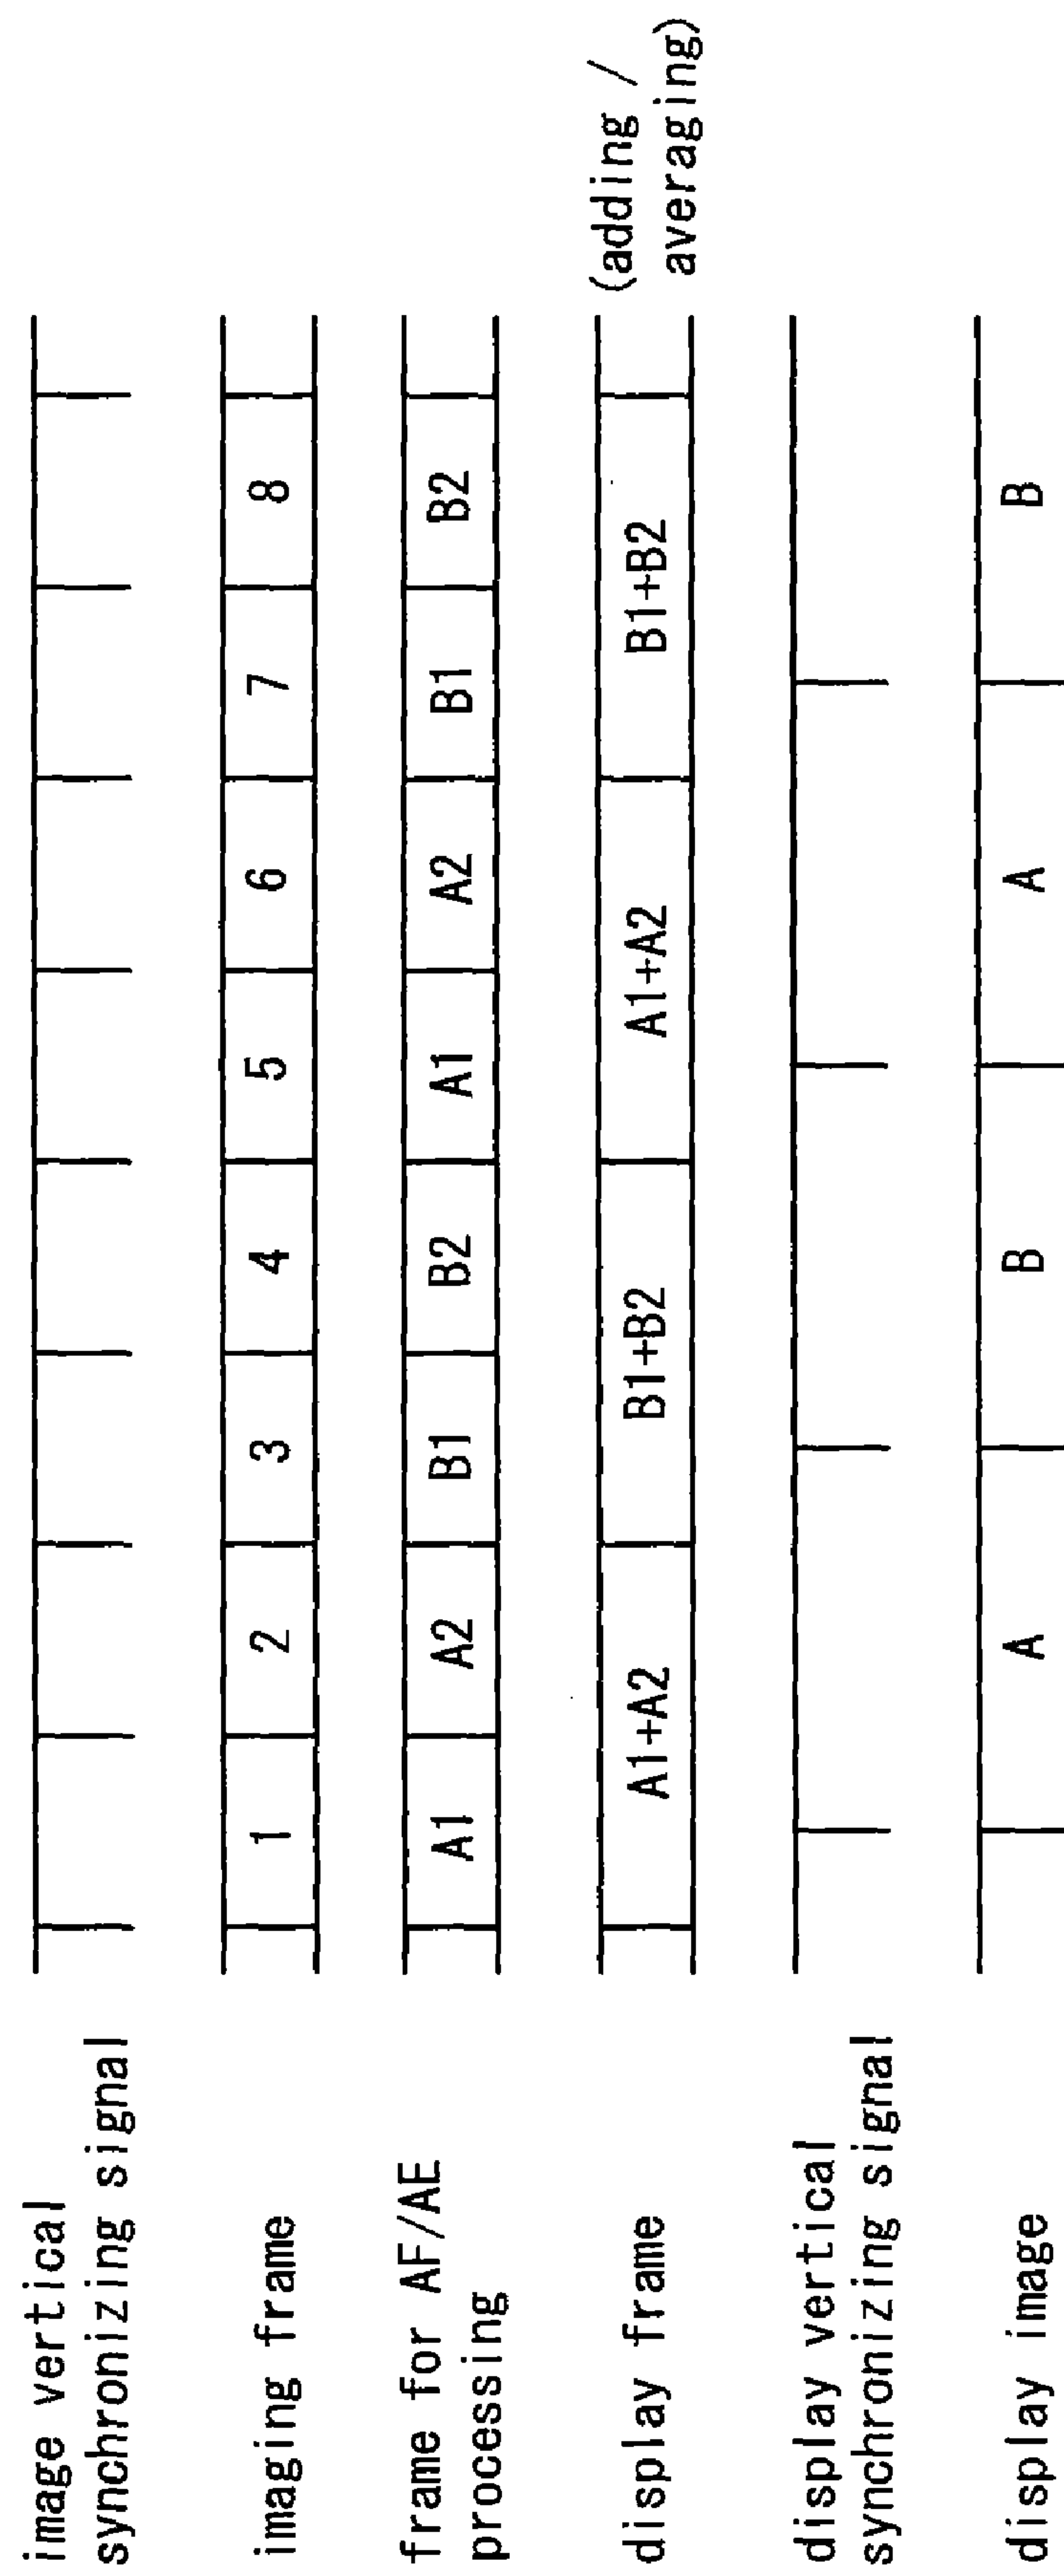 image vertical
synchronizing signal
imaging frame
1 2 3 4 5 6 7 8
frame for AF/AE
processing
A1 A2 B1 B2 A1 A2 B1 B2
display frame
A1+A2 B1+B2 A1+A2 B1+B2
(adding /
averaging)
display vertical
synchronizing signal
display image
A B A B